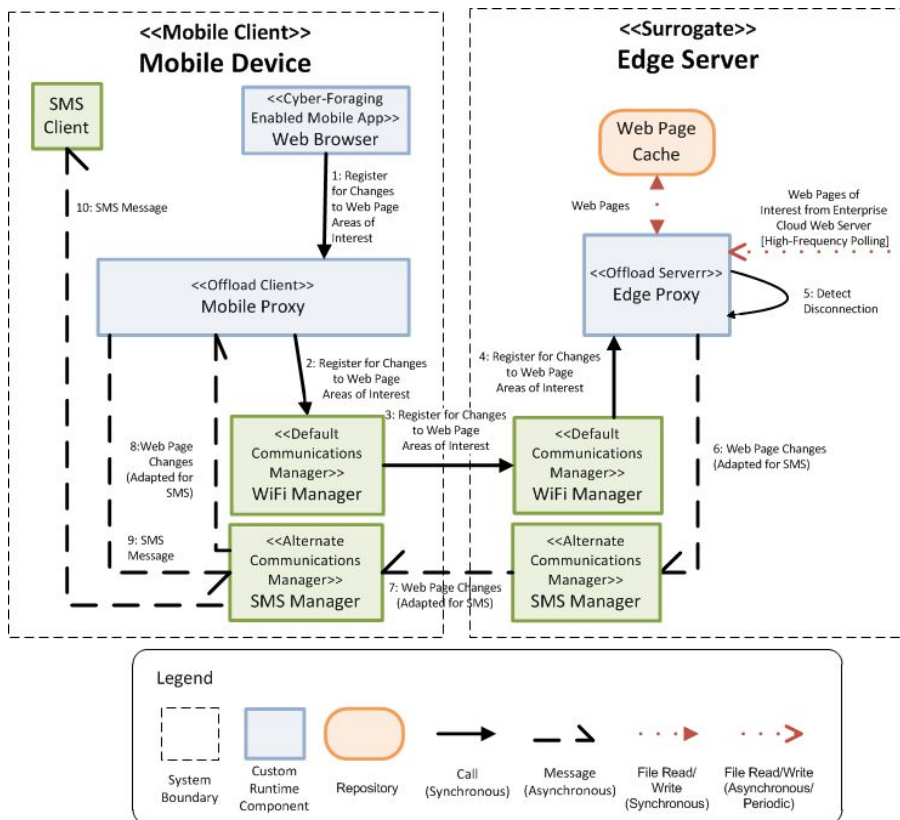 <<Mobile Client>>
Mobile Device
<<Surrogate>>
Edge Server
SMS
Client
<<Cyber-Foraging
Enabled Mobile App>>
Web Browser
Web Page
Cache
1: Register
for Changes
to Web Page
Areas of
Interest
10: SMS Message
Web Pages
Web Pages of
Interest from Enterprise
Cloud Web Server
[High-Frequency Polling]
<<Offload Client>>
Mobile Proxy
<<Offload Serverr>>
Edge Proxy
5: Detect
Disconnection
2: Register for Changes
to Web Page
Areas of Interest
4: Register for Changes
to Web Page
Areas of Interest
3: Register for Changes
to Web Page
Areas of Interest
8:Web Page
Changes
(Adapted for
SMS)
<<Default
Communications
Manager>>
WiFi Manager
<<Default
Communications
Manager>>
WiFi Manager
6: Web Page Changes
(Adapted for SMS)
9: SMS
Message
<<Alternate
Communications
Manager>>
SMS Manager
7: Web Page Changes
(Adapted for SMS)
<<Alternate
Communications
Manager>>
SMS Manager
Legend
System
Boundary
Custom
Runtime
Component
Repository
Call
(Synchronous)
Message
(Asynchronous)
File Read/
Write
(Synchronous)
File Read/Write
(Asynchronous/
Periodic)